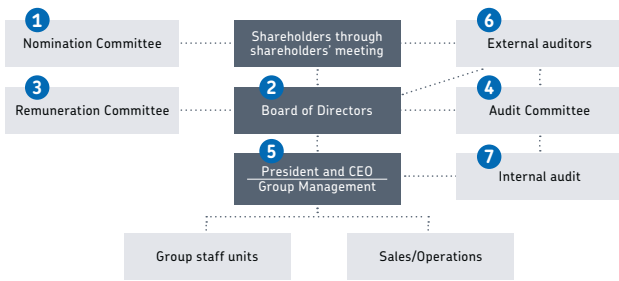 1
Nomination Committee
Shareholders through
shareholders' meeting
6
External auditors
3
Remuneration Committee
2
Board of Directors
4
Audit Committee
5
President and CEO
Group Management
7
Internal audit
Group staff units
Sales/Operations